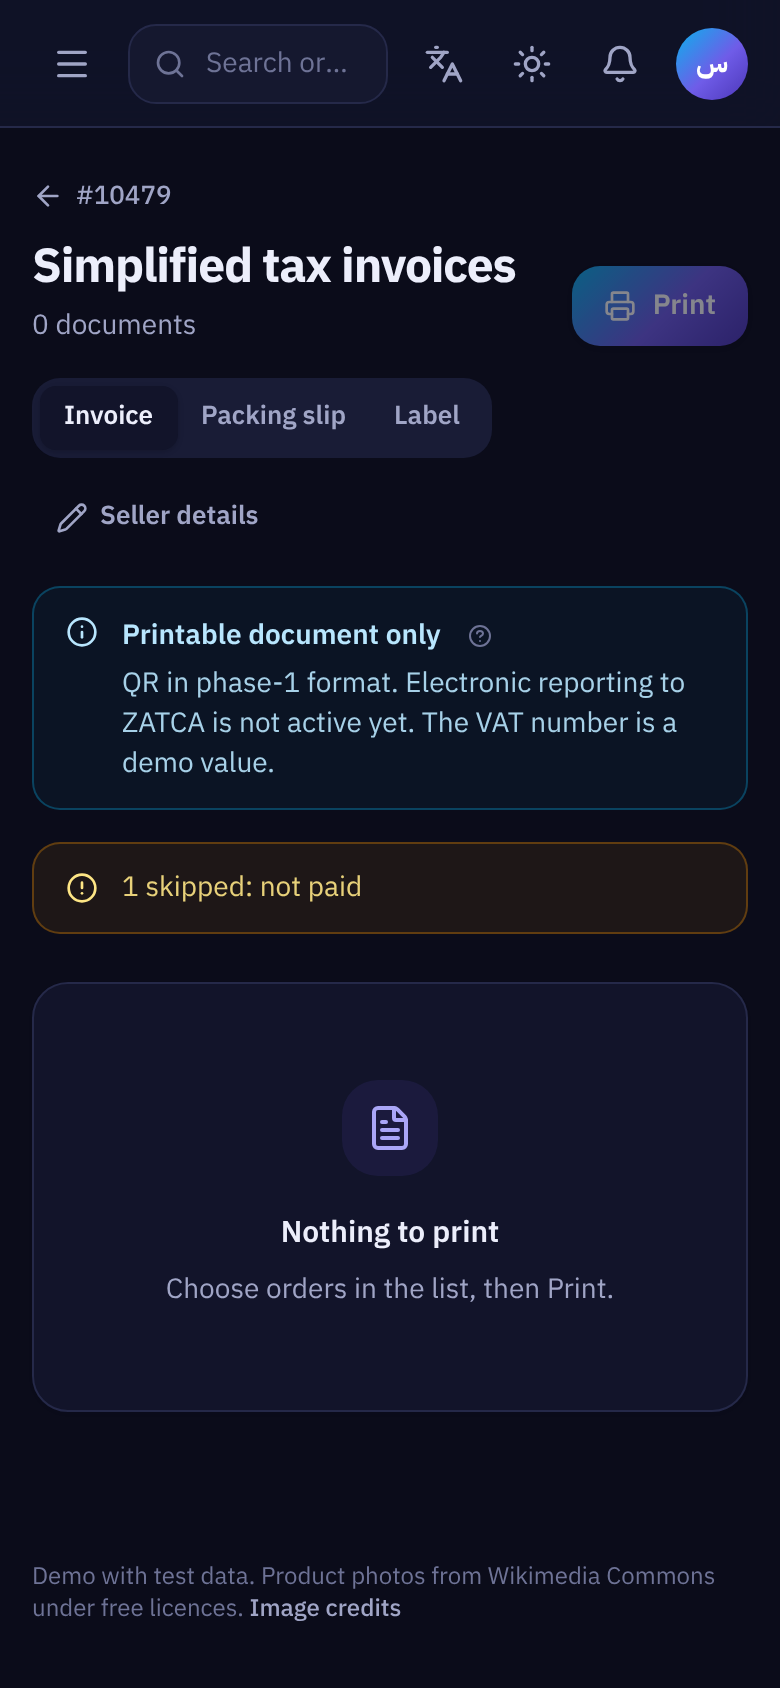 Search or...
س
#10479
Simplified tax invoices
0 documents
Print
Invoice
Packing slip
Label
Seller details
Printable document only
QR in phase-1 format. Electronic reporting to
ZATCA is not active yet. The VAT number is a
demo value.
1 skipped: not paid
Nothing to print
Choose orders in the list, then Print.
Demo with test data. Product photos from Wikimedia Commons
under free licences. Image credits